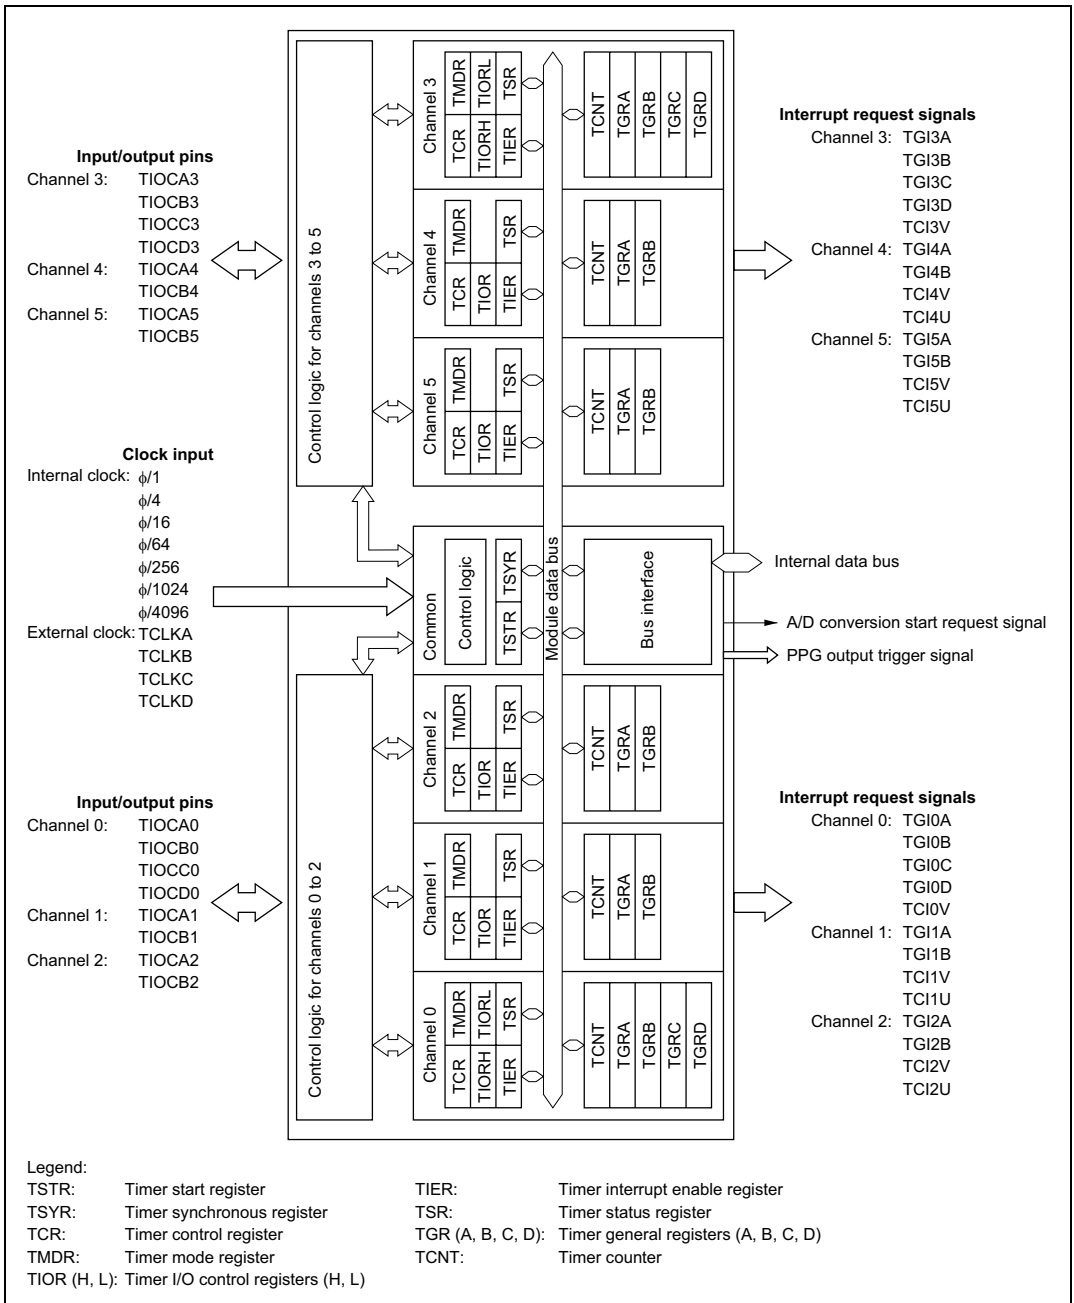 Input/output pins
Channel 3: TIOCA3
TIOCB3
TIOCC3
TIOCD3
Channel 4: TIOCA4
TIOCB4
Channel 5: TIOCA5
TIOCB5
Clock input
Internal clock: ϕ/1
ϕ/4
ϕ/16
ϕ/64
ϕ/256
ϕ/1024
ϕ/4096
External clock: TCLKA
TCLKB
TCLKC
TCLKD
Input/output pins
Channel 0: TIOCA0
TIOCB0
TIOCC0
TIOCD0
Channel 1: TIOCA1
TIOCB1
Channel 2: TIOCA2
TIOCB2
Control logic for channels 3 to 5
Control logic for channels 0 to 2
Channel 3
TCR
TMDR
TIORH
TIORL
TIER
TSR
TCNT
TGRA
TGRB
TGRC
TGRD
Channel 4
TCR
TMDR
TIOR
TIER
TSR
TCNT
TGRA
TGRB
Channel 5
TCR
TMDR
TIOR
TIER
TSR
TCNT
TGRA
TGRB
Common
Control logic
TSTR
TSYR
Module data bus
Bus interface
Channel 2
TCR
TMDR
TIOR
TIER
TSR
TCNT
TGRA
TGRB
Channel 1
TCR
TMDR
TIOR
TIER
TSR
TCNT
TGRA
TGRB
Channel 0
TCR
TMDR
TIORH
TIORL
TIER
TSR
TCNT
TGRA
TGRB
TGRC
TGRD
Interrupt request signals
Channel 3: TGI3A
TGI3B
TGI3C
TGI3D
TCI3V
Channel 4: TGI4A
TGI4B
TCI4V
TCI4U
Channel 5: TGI5A
TGI5B
TCI5V
TCI5U
Internal data bus
A/D conversion start request signal
PPG output trigger signal
Interrupt request signals
Channel 0: TGI0A
TGI0B
TGI0C
TGI0D
TCI0V
Channel 1: TGI1A
TGI1B
TCI1V
TCI1U
Channel 2: TGI2A
TGI2B
TCI2V
TCI2U
Legend:
TSTR: Timer start register
TSYR: Timer synchronous register
TCR: Timer control register
TMDR: Timer mode register
TIOR (H, L): Timer I/O control registers (H, L)
TIER: Timer interrupt enable register
TSR: Timer status register
TGR (A, B, C, D): Timer general registers (A, B, C, D)
TCNT: Timer counter